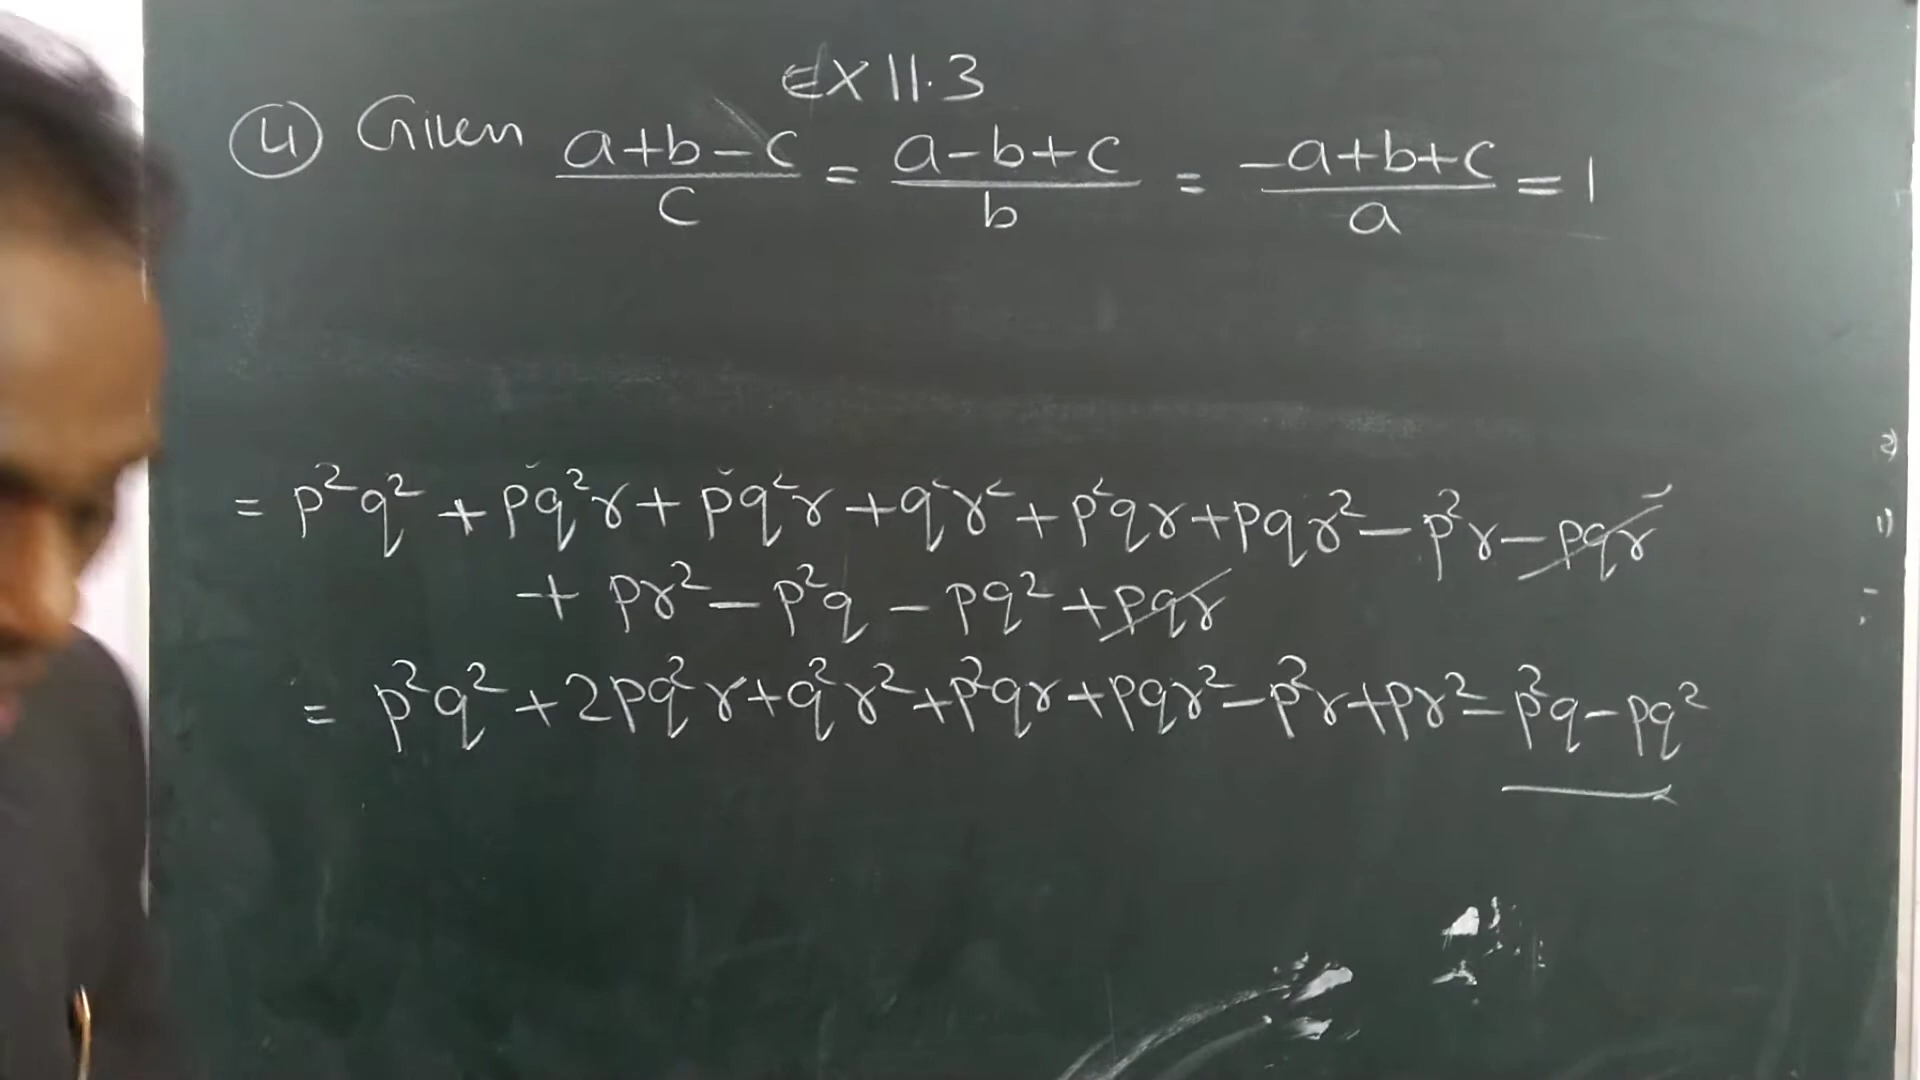 EX 11.3
④ Given (a+b-c)/c = (a-b+c)/b = (-a+b+c)/a = 1
= p²q² + pq²r + pq²r + q²r² + p²qr + pqr² - p²r - pqr
+ pr² - p²q - pq² + pqr
= p²q² + 2pq²r + q²r² + p²qr + pqr² - p²r + pr² - p²q - pq²